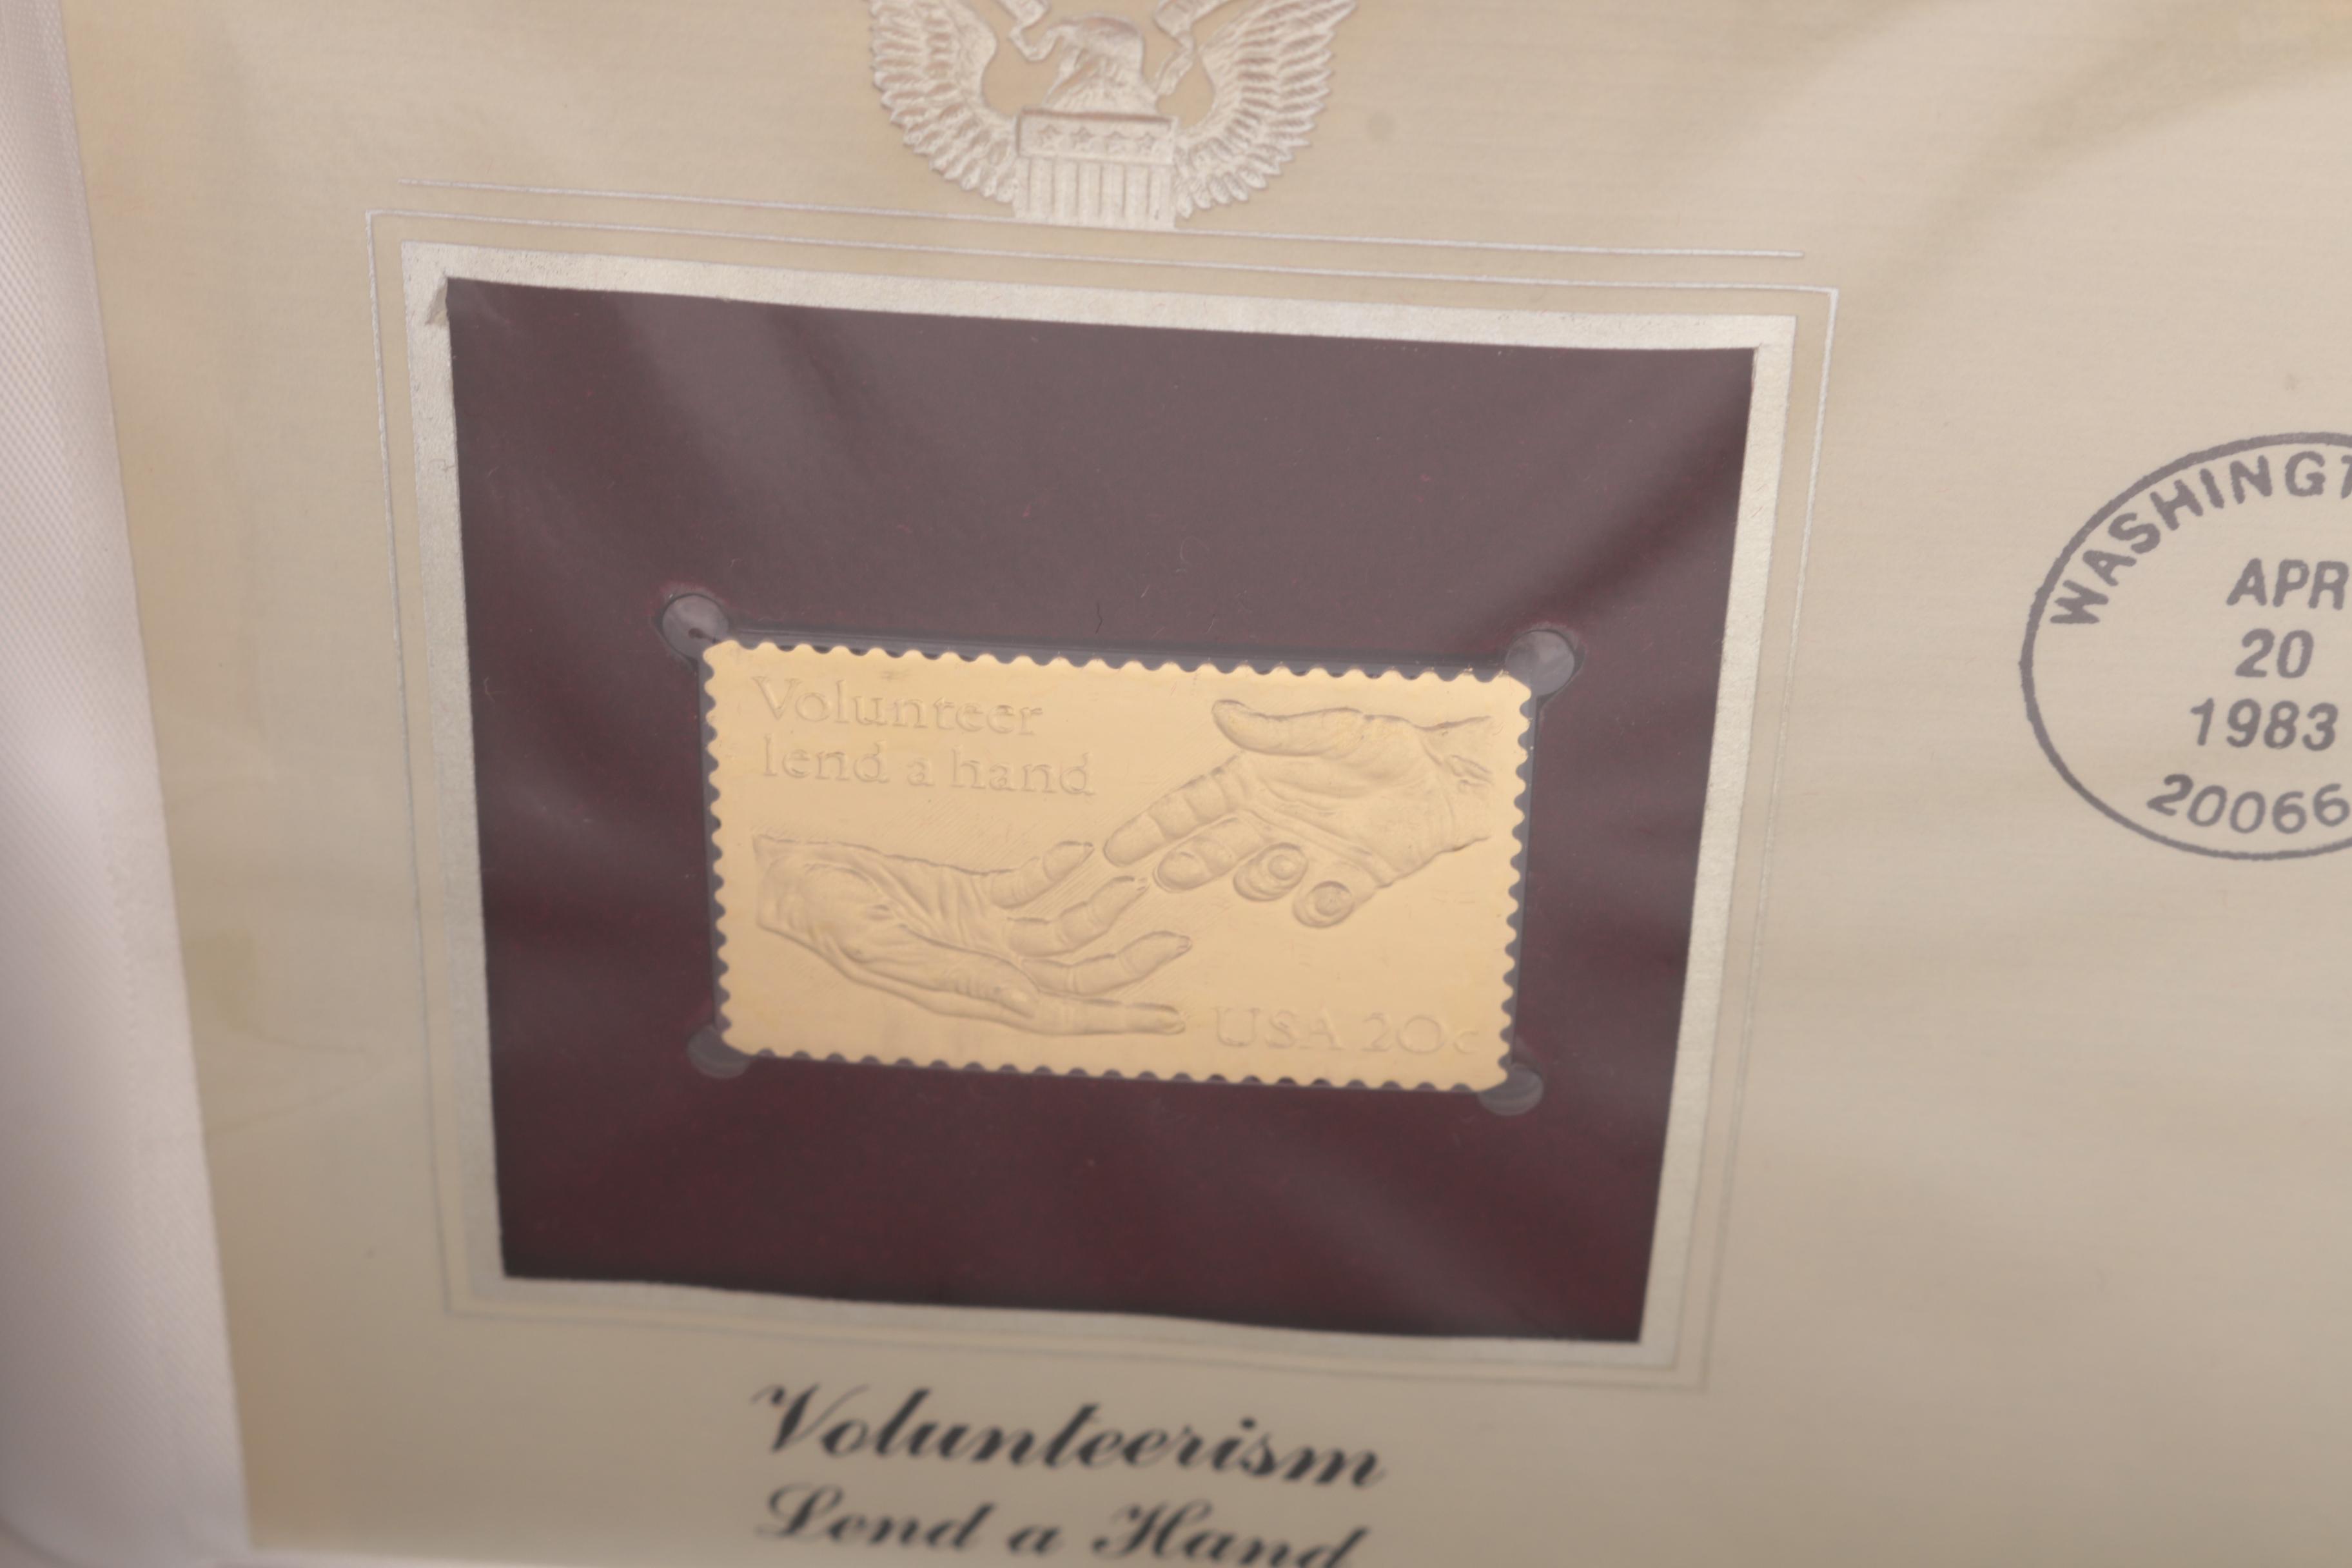 Volunteer
lend a hand
USA 20c
WASHINGT
APR
20
1983
20066
Volunteerism
Lend a Hand